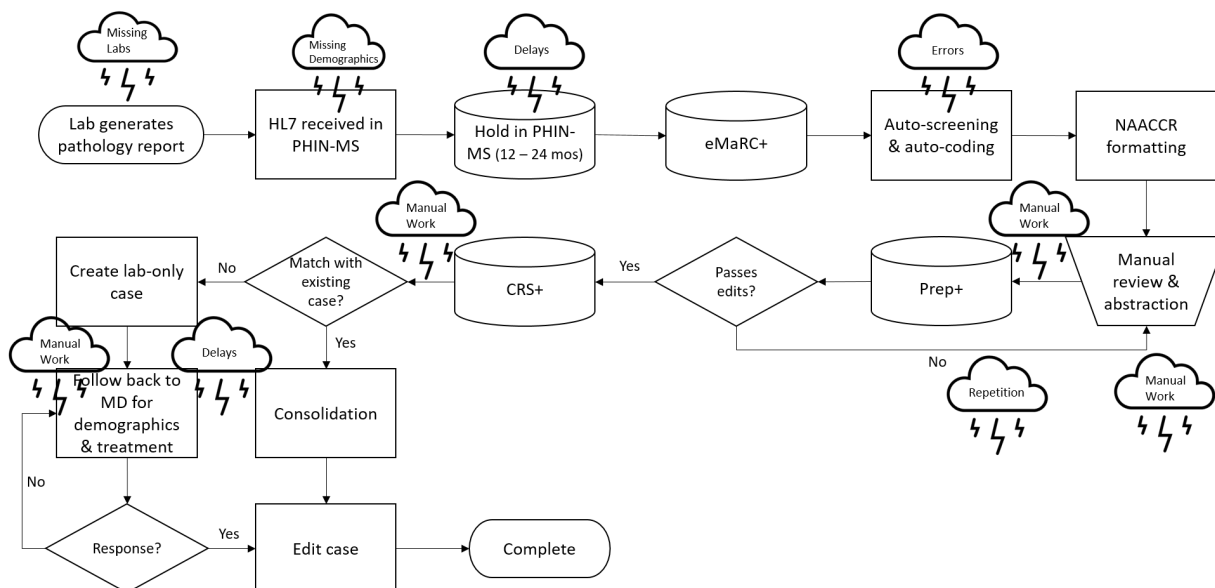 Missing
Labs
Missing
Demographics
Delays
Errors
Lab generates
pathology report
HL7 received in
PHIN-MS
Hold in PHIN-
MS (12 – 24 mos)
eMaRC+
Auto-screening
& auto-coding
NAACCR
formatting
Manual
Work
Manual
Work
Create lab-only
case
No
Match with
existing
case?
CRS+
Yes
Passes
edits?
Prep+
Manual
review &
abstraction
Manual
Work
Delays
Yes
No
Repetition
Manual
Work
Follow back to
MD for
demographics
& treatment
Consolidation
No
Response?
Yes
Edit case
Complete